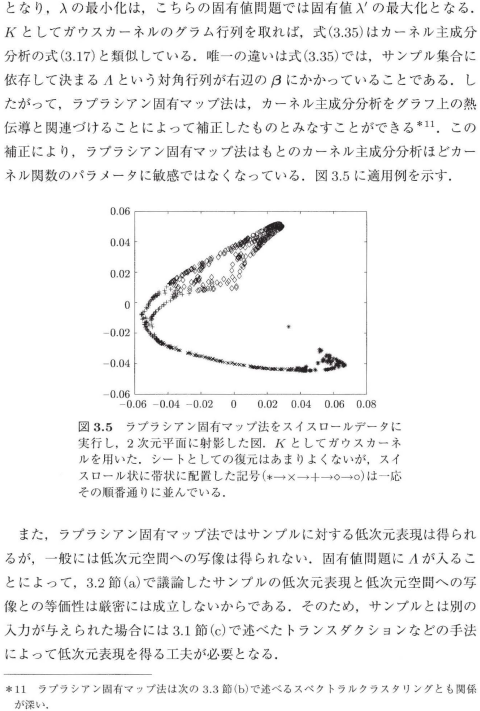 となり，λの最小化は，こちらの固有値問題では固有値λ′の最大化となる．
Kとしてガウスカーネルのグラム行列を取れば，式(3.35)はカーネル主成分
分析の式(3.17)と類似している．唯一の違いは式(3.35)では，サンプル集合に
依存して決まるΛという対角行列が右辺のβにかかっていることである．し
たがって，ラプラシアン固有マップ法は，カーネル主成分分析をグラフ上の熱
伝導と関連づけることによって補正したものとみなすことができる*11．この
補正により，ラプラシアン固有マップ法はもとのカーネル主成分分析ほどカー
ネル関数のパラメータに敏感ではなくなっている．図3.5に適用例を示す．
0.06
0.04
0.02
0
−0.02
−0.04
−0.06
−0.06 −0.04 −0.02 0 0.02 0.04 0.06 0.08
図3.5 ラプラシアン固有マップ法をスイスロールデータに
実行し，2次元平面に射影した図．Kとしてガウスカーネ
ルを用いた．シートとしての復元はあまりよくないが，スイ
スロール状に帯状に配置した記号(*→×→+→◇→○)は一応
その順番通りに並んでいる．
また，ラプラシアン固有マップ法ではサンプルに対する低次元表現は得られ
るが，一般には低次元空間への写像は得られない．固有値問題にΛが入るこ
とによって，3.2節(a)で議論したサンプルの低次元表現と低次元空間への写
像との等価性は厳密には成立しないからである．そのため，サンプルとは別の
入力が与えられた場合には3.1節(c)で述べたトランスダクションなどの手法
によって低次元表現を得る工夫が必要となる．
*11 ラプラシアン固有マップ法は次の3.3節(b)で述べるスペクトラルクラスタリングとも関係
が深い．